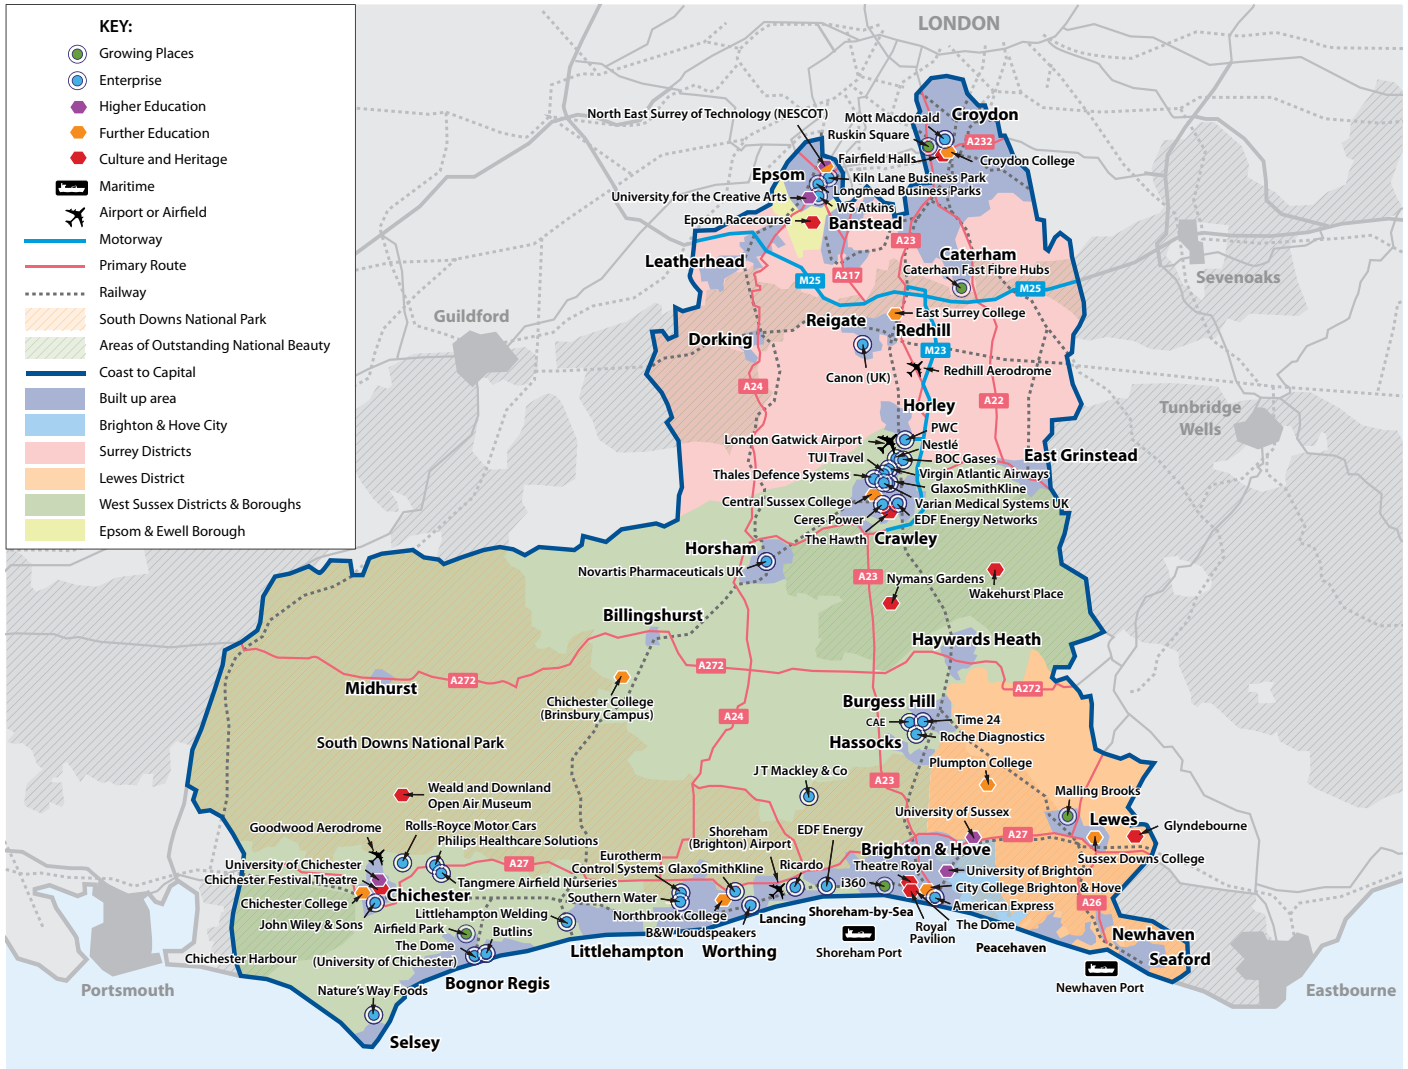 KEY:
Growing Places
Enterprise
Higher Education
Further Education
Culture and Heritage
Maritime
Airport or Airfield
Motorway
Primary Route
Railway
South Downs National Park
Areas of Outstanding National Beauty
Coast to Capital
Built up area
Brighton & Hove City
Surrey Districts
Lewes District
West Sussex Districts & Boroughs
Epsom & Ewell Borough
LONDON
North East Surrey of Technology (NESCOT)
Mott Macdonald
Croydon
Ruskin Square
A232
Fairfield Halls
Croydon College
Epsom
Kiln Lane Business Park
Longmead Business Parks
University for the Creative Arts
WS Atkins
Epsom Racecourse
Banstead
A23
Leatherhead
Caterham
Caterham Fast Fibre Hubs
M25
A217
M25
Sevenoaks
Guildford
East Surrey College
Reigate
Redhill
Dorking
M23
Canon (UK)
Redhill Aerodrome
A24
A22
Horley
Tunbridge
Wells
PWC
London Gatwick Airport
Nestlé
TUI Travel
BOC Gases
East Grinstead
Thales Defence Systems
Virgin Atlantic Airways
GlaxoSmithKline
Central Sussex College
Varian Medical Systems UK
Ceres Power
EDF Energy Networks
The Hawth
Crawley
Horsham
Novartis Pharmaceuticals UK
A23
Nymans Gardens
Wakehurst Place
Billingshurst
Haywards Heath
A272
A272
A272
Midhurst
Chichester College
(Brinsbury Campus)
Burgess Hill
A24
CAE
Time 24
Roche Diagnostics
South Downs National Park
Hassocks
Plumpton College
J T Mackley & Co
A23
Weald and Downland
Open Air Museum
Malling Brooks
University of Sussex
Lewes
Glyndebourne
Goodwood Aerodrome
Rolls-Royce Motor Cars
Philips Healthcare Solutions
Shoreham
(Brighton) Airport
EDF Energy
A27
Brighton & Hove
Sussex Downs College
University of Chichester
A27
Eurotherm
Control Systems
GlaxoSmithKline
Ricardo
Theatre Royal
University of Brighton
Chichester Festival Theatre
Tangmere Airfield Nurseries
i360
City College Brighton & Hove
Chichester
Southern Water
Chichester College
American Express
A26
Littlehampton Welding
Northbrook College
Lancing
Shoreham-by-Sea
John Wiley & Sons
Airfield Park
Butlins
B&W Loudspeakers
Royal
Pavilion
The Dome
The Dome
(University of Chichester)
Littlehampton
Worthing
Shoreham Port
Peacehaven
Newhaven
Chichester Harbour
Seaford
Bognor Regis
Newhaven Port
Portsmouth
Nature's Way Foods
Eastbourne
Selsey